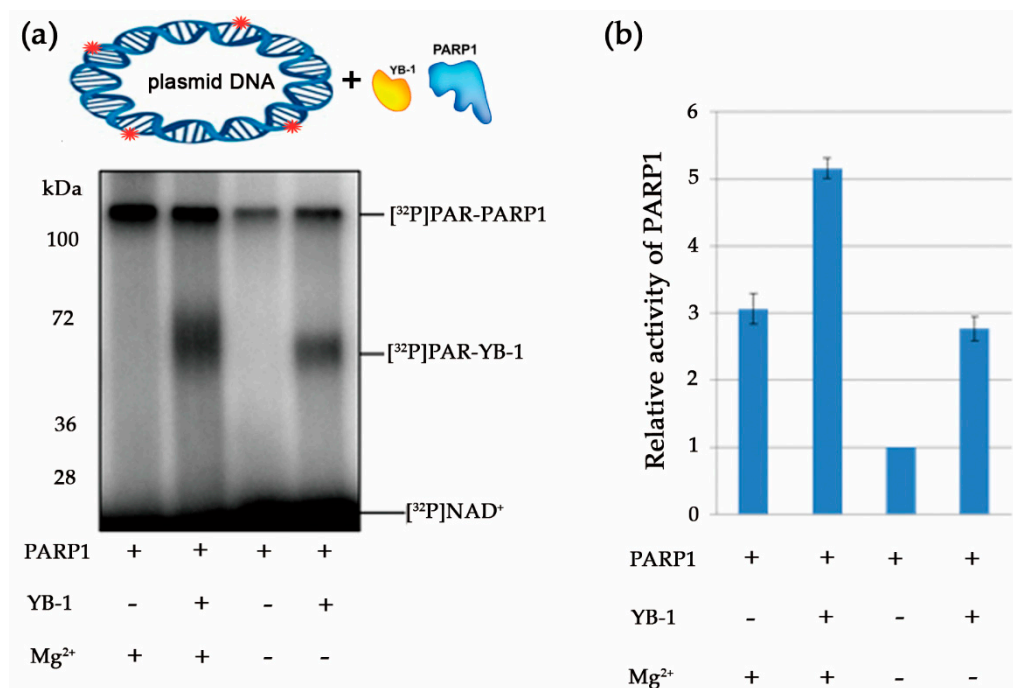 (a)
plasmid DNA
+
YB-1
PARP1
kDa
100
72
36
28
[³²P]PAR-PARP1
[³²P]PAR-YB-1
[³²P]NAD⁺
PARP1 + + + +
YB-1 - + - +
Mg²⁺ + + - -
(b)
Relative activity of PARP1
6
5
4
3
2
1
0
PARP1 + + + +
YB-1 - + - +
Mg²⁺ + + - -